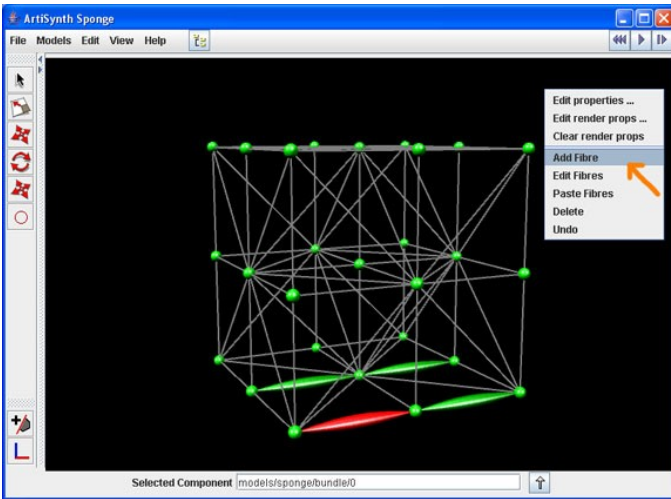 ArtiSynth Sponge
File Models Edit View Help
Edit properties ...
Edit render props ...
Clear render props
Add Fibre
Edit Fibres
Paste Fibres
Delete
Undo
Selected Component models/sponge/bundle/0